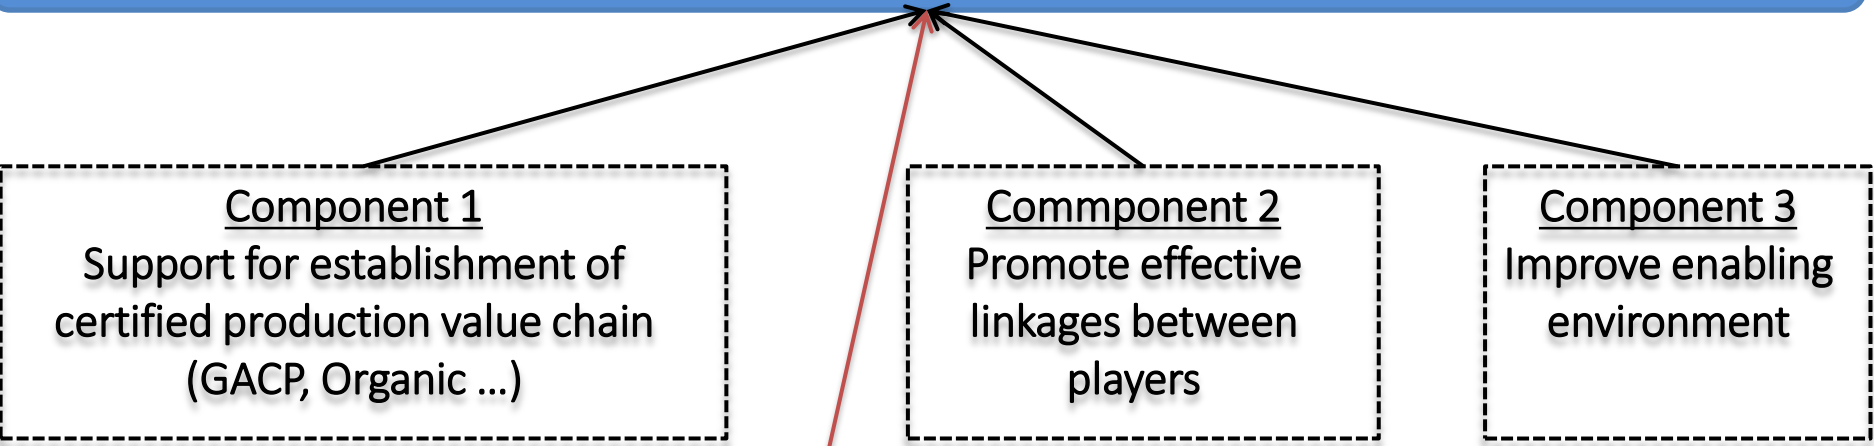 Component 1
Support for establishment of
certified production value chain
(GACP, Organic ...)
Commponent 2
Promote effective
linkages between
players
Component 3
Improve enabling
environment